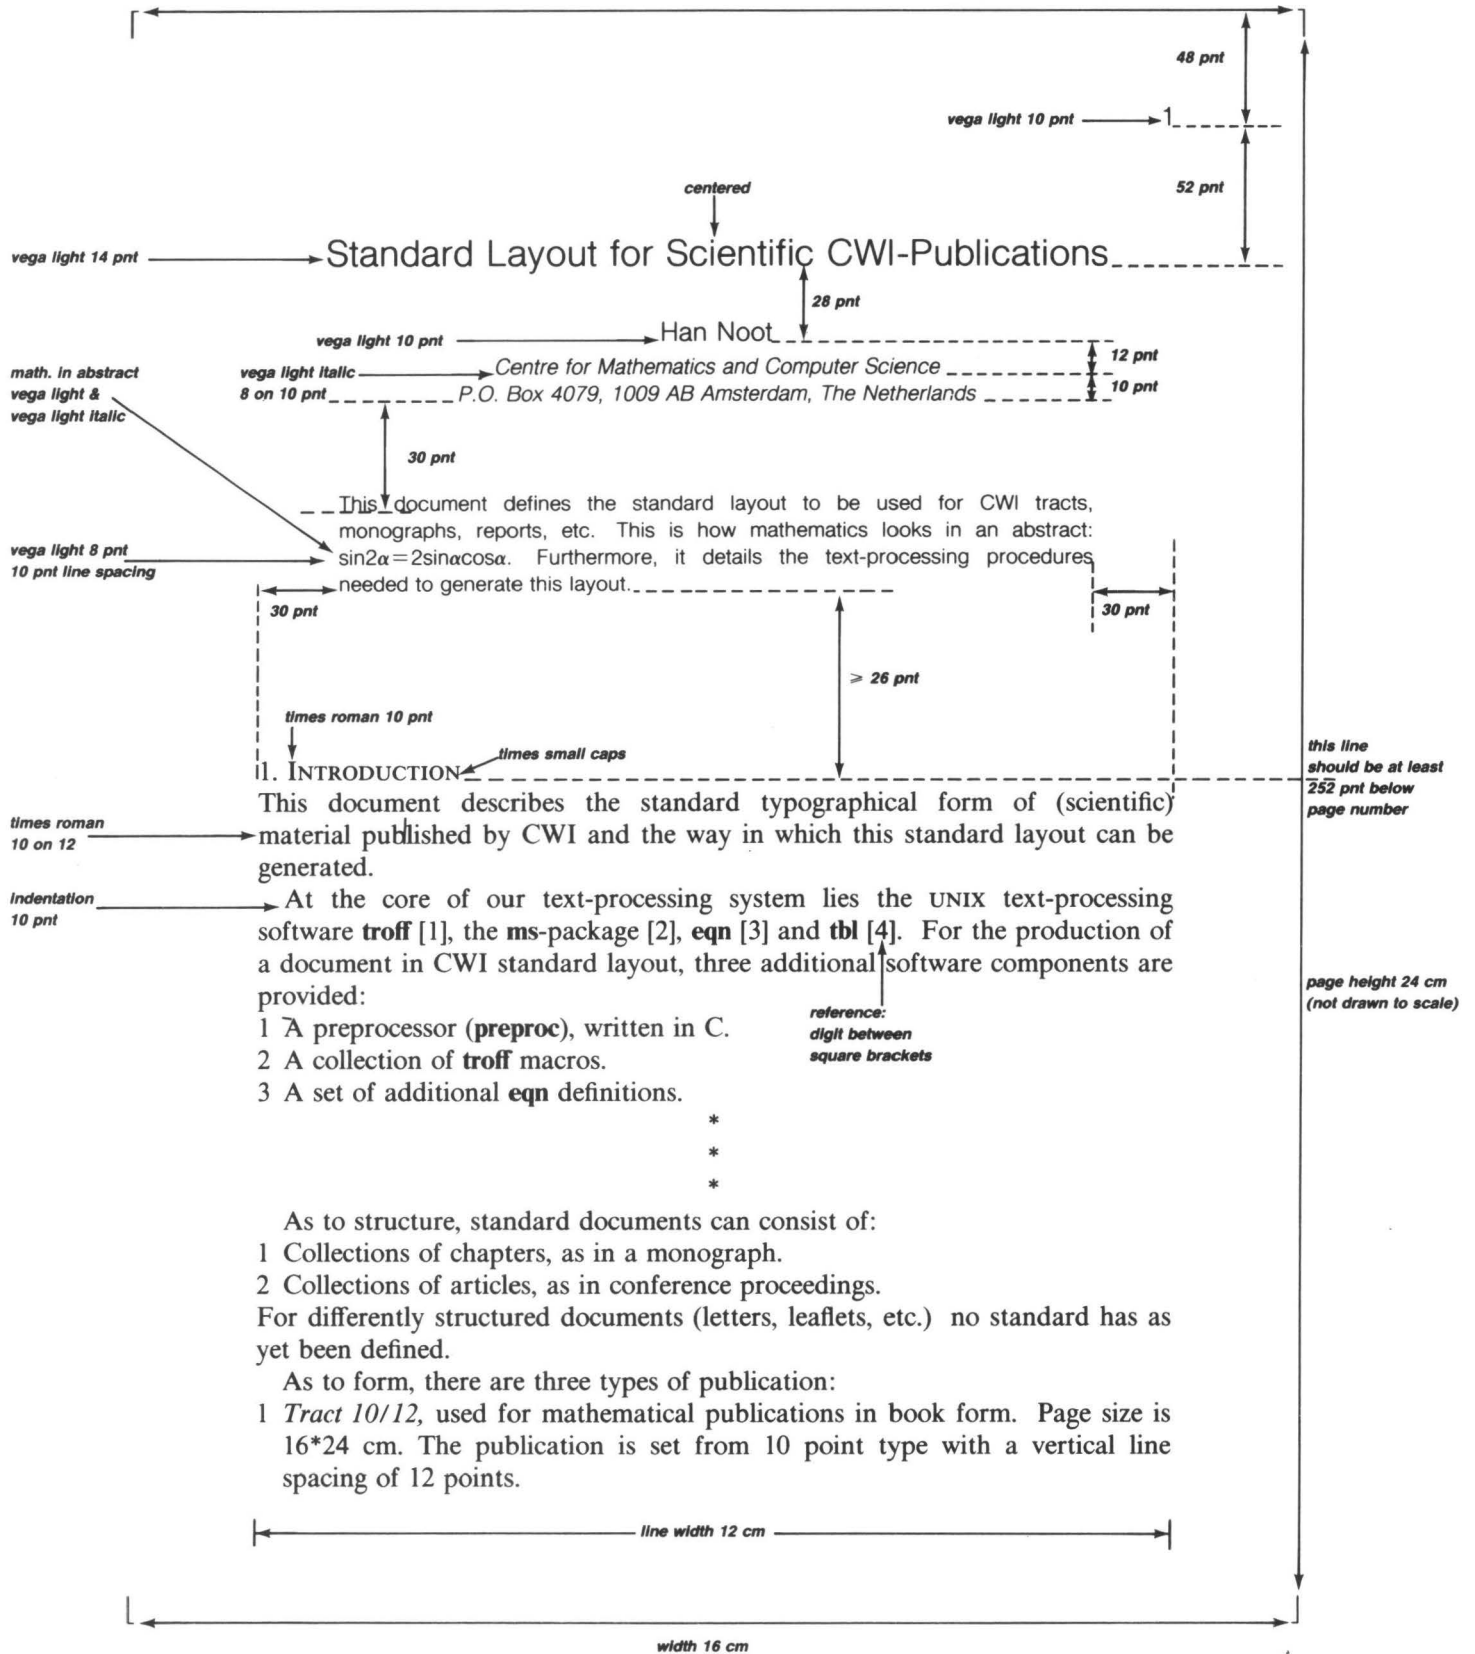 48 pnt
vega light 10 pnt
1
52 pnt
centered
vega light 14 pnt
Standard Layout for Scientific CWI-Publications
28 pnt
vega light 10 pnt
Han Noot
12 pnt
math. in abstract
vega light &
vega light italic
vega light italic
8 on 10 pnt
Centre for Mathematics and Computer Science
P.O. Box 4079, 1009 AB Amsterdam, The Netherlands
10 pnt
30 pnt
This document defines the standard layout to be used for CWI tracts,
monographs, reports, etc. This is how mathematics looks in an abstract:
sin2α=2sinαcosα. Furthermore, it details the text-processing procedures
needed to generate this layout.
vega light 8 pnt
10 pnt line spacing
30 pnt
30 pnt
⩾ 26 pnt
times roman 10 pnt
times small caps
1. INTRODUCTION
this line
should be at least
252 pnt below
page number
This document describes the standard typographical form of (scientific)
material published by CWI and the way in which this standard layout can be
generated.
times roman
10 on 12
indentation
10 pnt
At the core of our text-processing system lies the UNIX text-processing
software troff [1], the ms-package [2], eqn [3] and tbl [4]. For the production of
a document in CWI standard layout, three additional software components are
provided:
page height 24 cm
(not drawn to scale)
reference:
digit between
square brackets
1 A preprocessor (preproc), written in C.
2 A collection of troff macros.
3 A set of additional eqn definitions.
*
*
*
As to structure, standard documents can consist of:
1 Collections of chapters, as in a monograph.
2 Collections of articles, as in conference proceedings.
For differently structured documents (letters, leaflets, etc.) no standard has as
yet been defined.
As to form, there are three types of publication:
1 Tract 10/12, used for mathematical publications in book form. Page size is
16*24 cm. The publication is set from 10 point type with a vertical line
spacing of 12 points.
line width 12 cm
width 16 cm